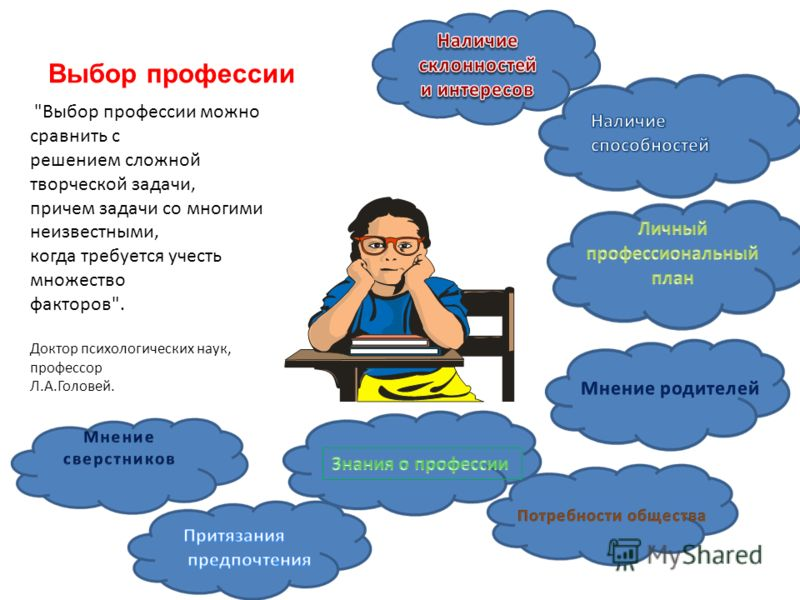 Выбор профессии
"Выбор профессии можно
сравнить с
решением сложной
творческой задачи,
причем задачи со многими
неизвестными,
когда требуется учесть
множество
факторов".
Доктор психологических наук,
профессор
Л.А.Головей.
Наличие
склонностей
и интересов
Наличие
способностей
Личный
профессиональный
план
Мнение родителей
Мнение
сверстников
Знания о профессии
Потребности общества
Притязания
предпочтения
MyShared